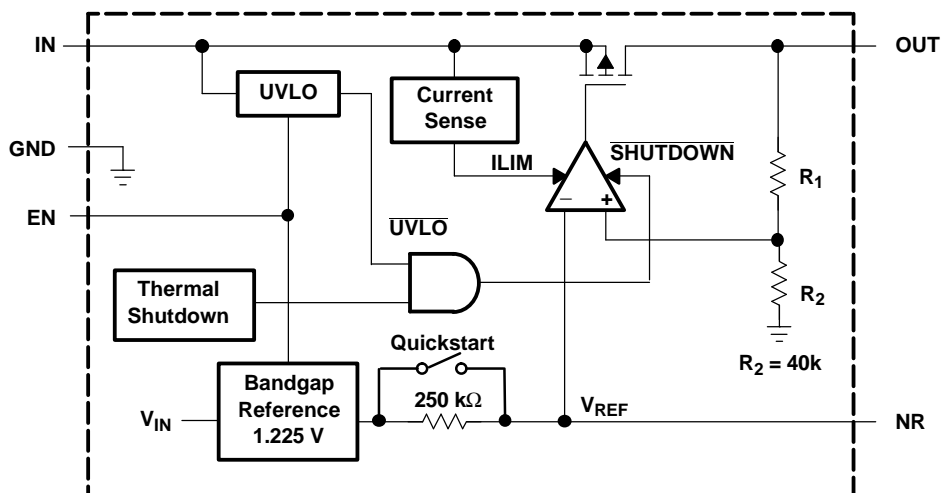 IN
OUT
UVLO
Current
Sense
GND
ILIM
SHUTDOWN
R1
EN
UVLO
− +
Thermal
Shutdown
R2
Quickstart
R2 = 40k
Bandgap
Reference
1.225 V
250 kΩ
VIN
VREF
NR